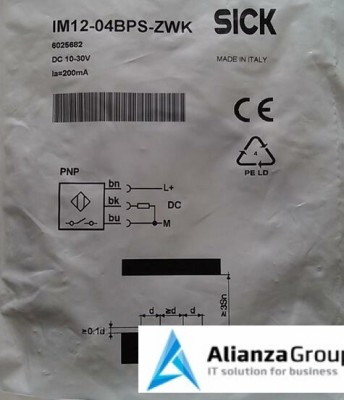 IM12-04BPS-ZWK
SICK
6025682
DC 10-30V
Ia=200mA
MADE IN ITALY
CE
4
PE LD
PNP
bn
L+
bk
DC
bu
M
≥3Sn
d
≥d
d
≥0.1d
AlianzaGroup
IT solution for business